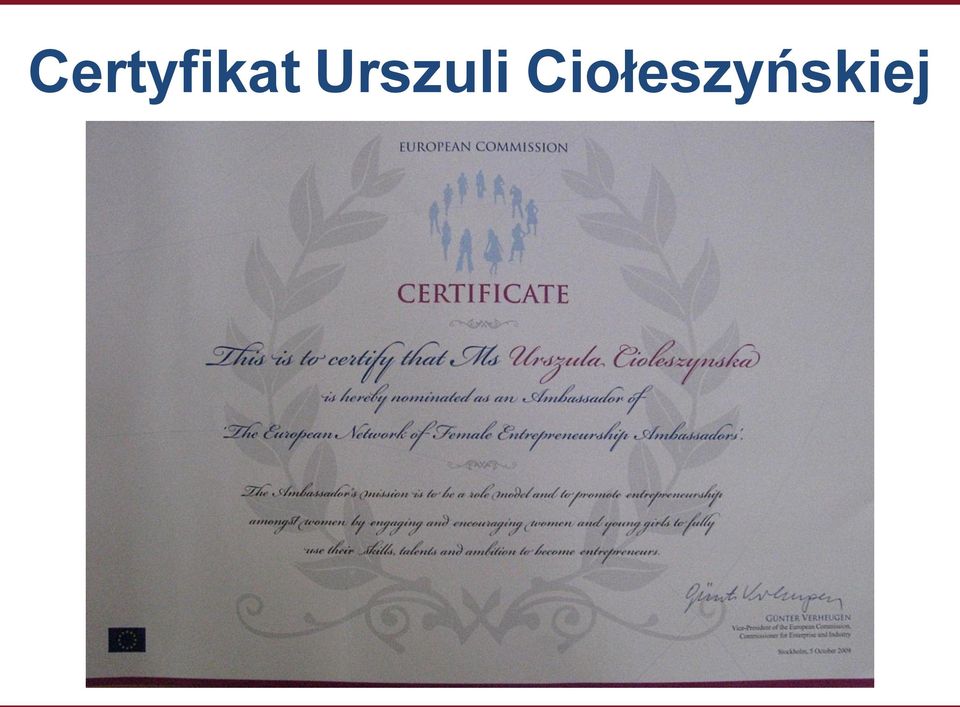 Certyfikat Urszuli Ciołeszyńskiej
EUROPEAN COMMISSION
CERTIFICATE
This is to certify that Ms Urszula Cioleszynska
is hereby nominated as an Ambassador of
'The European Network of Female Entrepreneurship Ambassadors'.
The Ambassador's mission is to be a role model and to promote entrepreneurship
amongst women by engaging and encouraging women and young girls to fully
use their skills, talents and ambition to become entrepreneurs.
Günter Verheugen
GÜNTER VERHEUGEN
Vice-President of the European Commission,
Commissioner for Enterprise and Industry
Stockholm, 5 October 2009